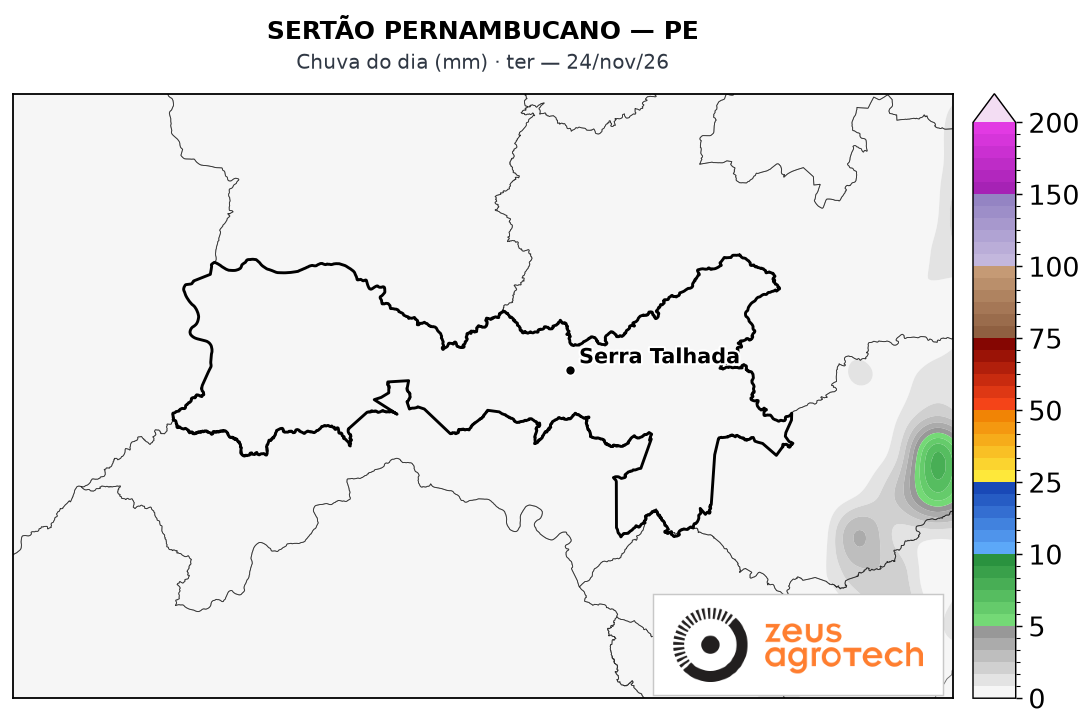 SERTÃO PERNAMBUCANO — PE
Chuva do dia (mm) · ter — 24/nov/26
200
150
100
75
50
25
10
5
0
Serra Talhada
zeus
agrotech